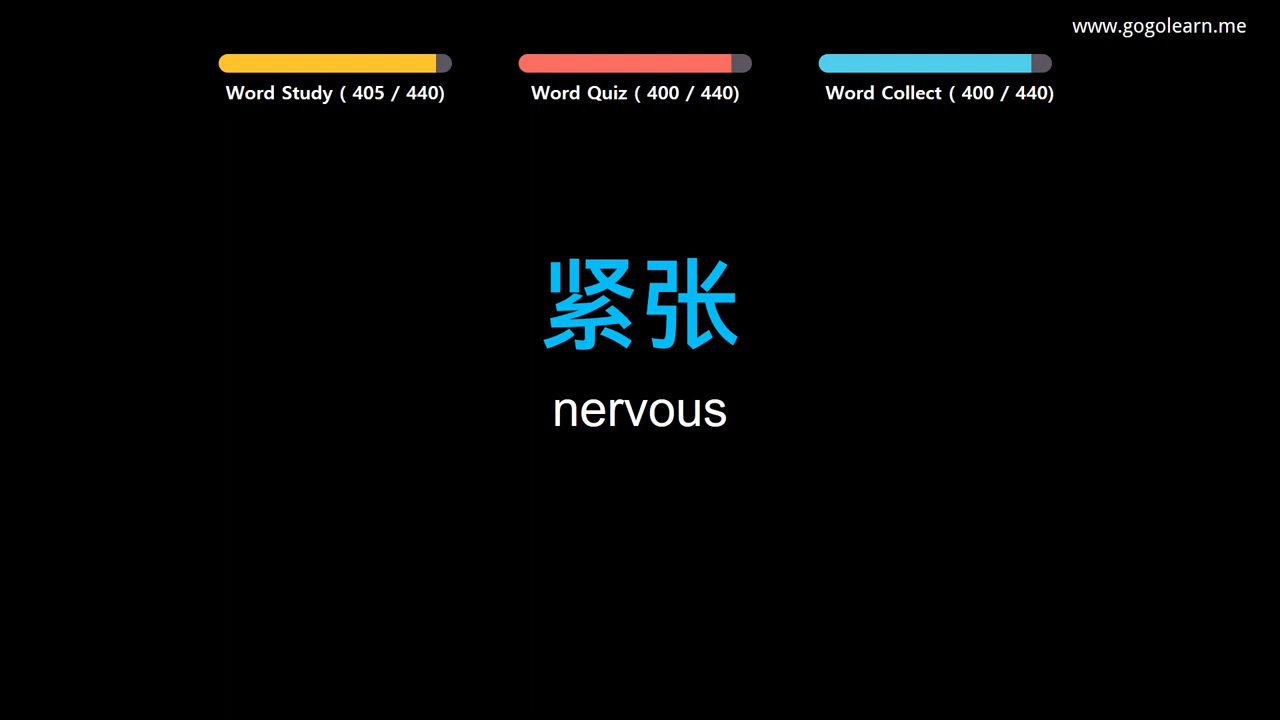 www.gogolearn.me
Word Study ( 405 / 440)
Word Quiz ( 400 / 440)
Word Collect ( 400 / 440)
紧张
nervous